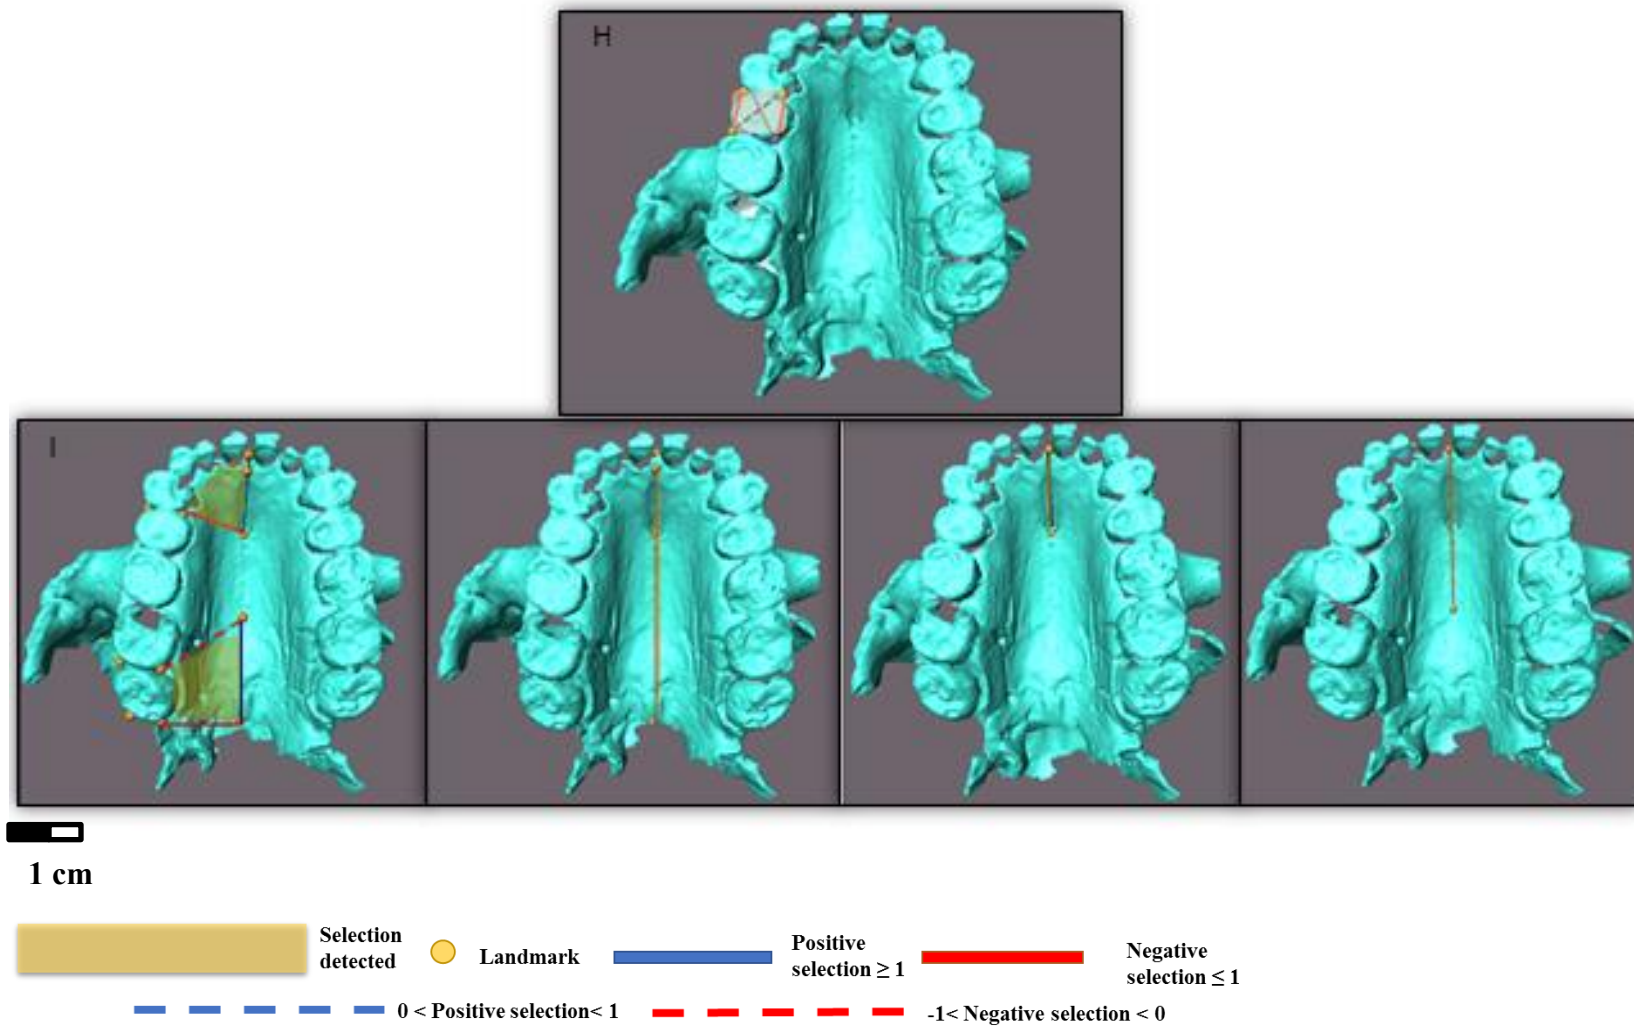 H
I
1 cm
Selection
detected
Landmark
Positive
selection ≥ 1
Negative
selection ≤ 1
0 < Positive selection< 1
-1< Negative selection < 0